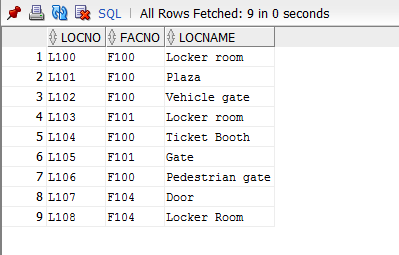 SQL | All Rows Fetched: 9 in 0 seconds
LOCNO FACNO LOCNAME
1 L100 F100 Locker room
2 L101 F100 Plaza
3 L102 F100 Vehicle gate
4 L103 F101 Locker room
5 L104 F100 Ticket Booth
6 L105 F101 Gate
7 L106 F100 Pedestrian gate
8 L107 F104 Door
9 L108 F104 Locker Room